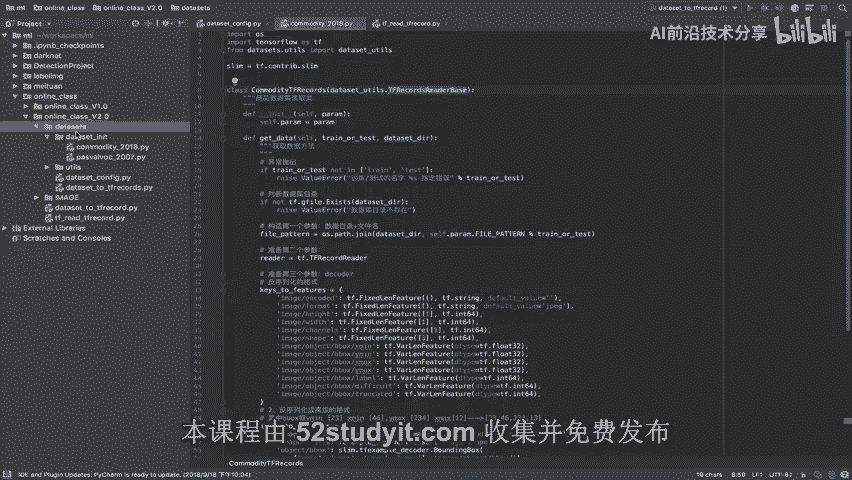 ml
online_class
online_class_V2.0
datasets
dataset_to_tfrecord (1)
Project
dataset_config.py
commodity_2018.py
tf_read_tfrecord.py
AI前沿技术分享
bilibili
ml ~/workspace/ml
.ipynb_checkpoints
darknet
DetectionProject
labelimg
meituan
online_class
online_class_V1.0
online_class_V2.0
datasets
dataset_init
commodity_2018.py
pasvalvoc_2007.py
utils
dataset_config.py
dataset_to_tfrecords.py
IMAGE
dataset_to_tfrecord.py
tf_read_tfrecord.py
External Libraries
Scratches and Consoles
import os
import tensorflow as tf
from datasets.utils import dataset_utils
slim = tf.contrib.slim
class CommodityTFRecords(dataset_utils.TFRecordsReaderBase):
"""商品数据集读取类
"""
def __init__(self, param):
self.param = param
def get_data(self, train_or_test, dataset_dir):
"""获取数据方法
"""
# 异常抛出
if train_or_test not in ['train', 'test']:
raise ValueError("训练/测试的名字 %s 指定错误" % train_or_test)
# 判断数据集目录
if not tf.gfile.Exists(dataset_dir):
raise ValueError("数据集目录不存在")
# 构造第一个参数：数据目录+文件名
file_pattern = os.path.join(dataset_dir, self.param.FILE_PATTERN % train_or_test)
# 准备第二个参数：
reader = tf.TFRecordReader
# 准备第三个参数：decoder
# 反序列化的格式
keys_to_features = {
'image/encoded': tf.FixedLenFeature((), tf.string, default_value=''),
'image/format': tf.FixedLenFeature((), tf.string, default_value='jpeg'),
'image/height': tf.FixedLenFeature([1], tf.int64),
'image/width': tf.FixedLenFeature([1], tf.int64),
'image/channels': tf.FixedLenFeature([1], tf.int64),
'image/shape': tf.FixedLenFeature([3], tf.int64),
'image/object/bbox/xmin': tf.VarLenFeature(dtype=tf.float32),
'image/object/bbox/ymin': tf.VarLenFeature(dtype=tf.float32),
'image/object/bbox/xmax': tf.VarLenFeature(dtype=tf.float32),
'image/object/bbox/ymax': tf.VarLenFeature(dtype=tf.float32),
'image/object/bbox/label': tf.VarLenFeature(dtype=tf.int64),
'image/object/bbox/difficult': tf.VarLenFeature(dtype=tf.int64),
'image/object/bbox/truncated': tf.VarLenFeature(dtype=tf.int64),
}
# 2、反序列化成高级的格式
'object/bbox': slim.tfexample_decoder.BoundingBox(
本课程由 52studyit.com 收集并免费发布
CommodityTFRecords
IDE and Plugin Updates: PyCharm is ready to update. (2018/9/18 下午10:04)
19 chars
8:59
LF
UTF-8